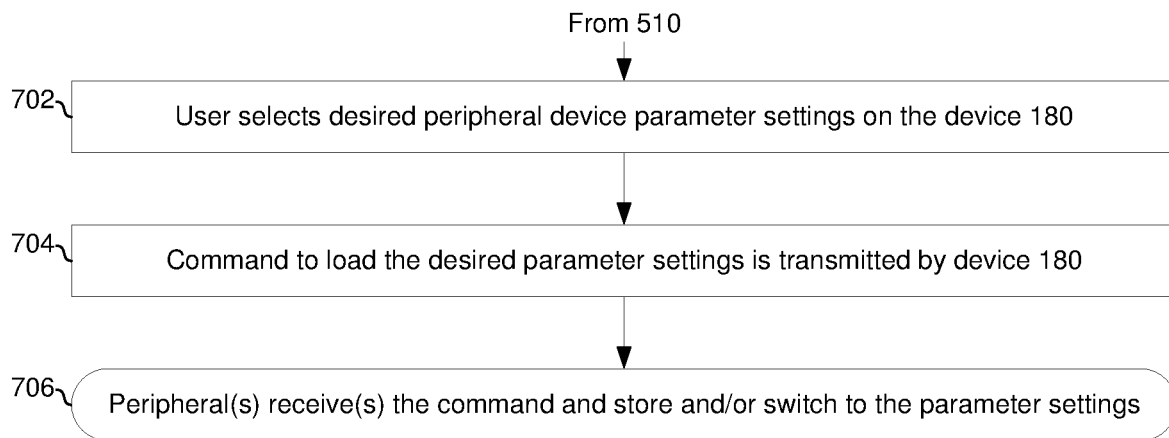 From 510
702
User selects desired peripheral device parameter settings on the device 180
704
Command to load the desired parameter settings is transmitted by device 180
706
Peripheral(s) receive(s) the command and store and/or switch to the parameter settings